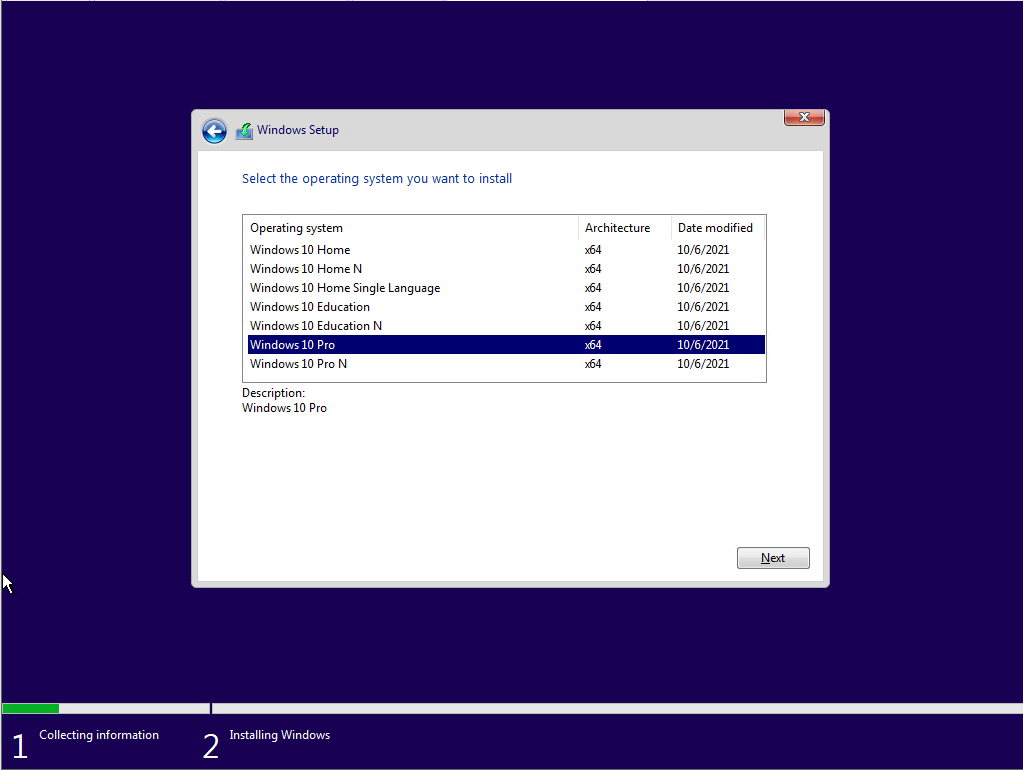 Windows Setup
Select the operating system you want to install
Operating system Architecture Date modified
Windows 10 Home x64 10/6/2021
Windows 10 Home N x64 10/6/2021
Windows 10 Home Single Language x64 10/6/2021
Windows 10 Education x64 10/6/2021
Windows 10 Education N x64 10/6/2021
Windows 10 Pro x64 10/6/2021
Windows 10 Pro N x64 10/6/2021
Description:
Windows 10 Pro
Next
1 Collecting information 2 Installing Windows